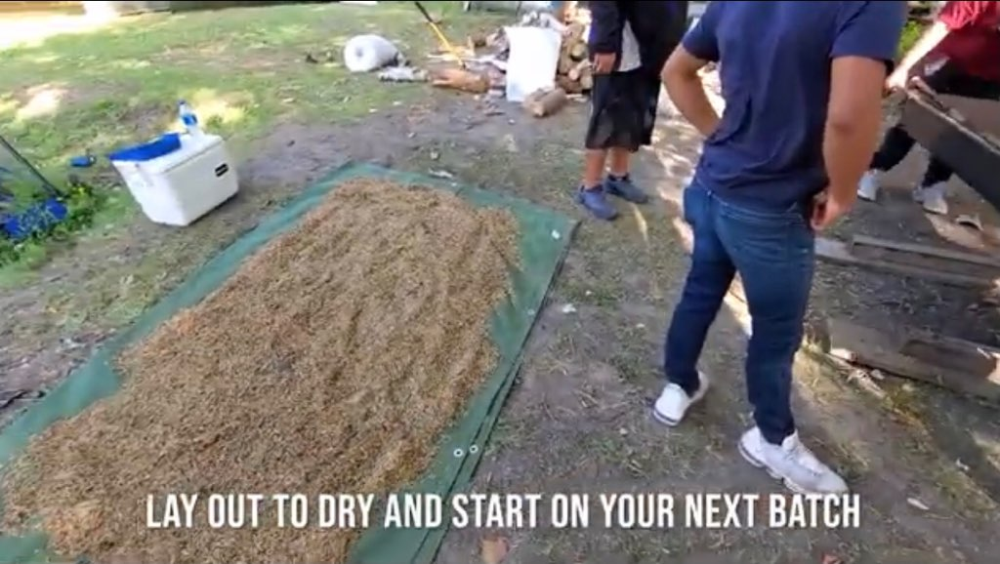 LAY OUT TO DRY AND START ON YOUR NEXT BATCH